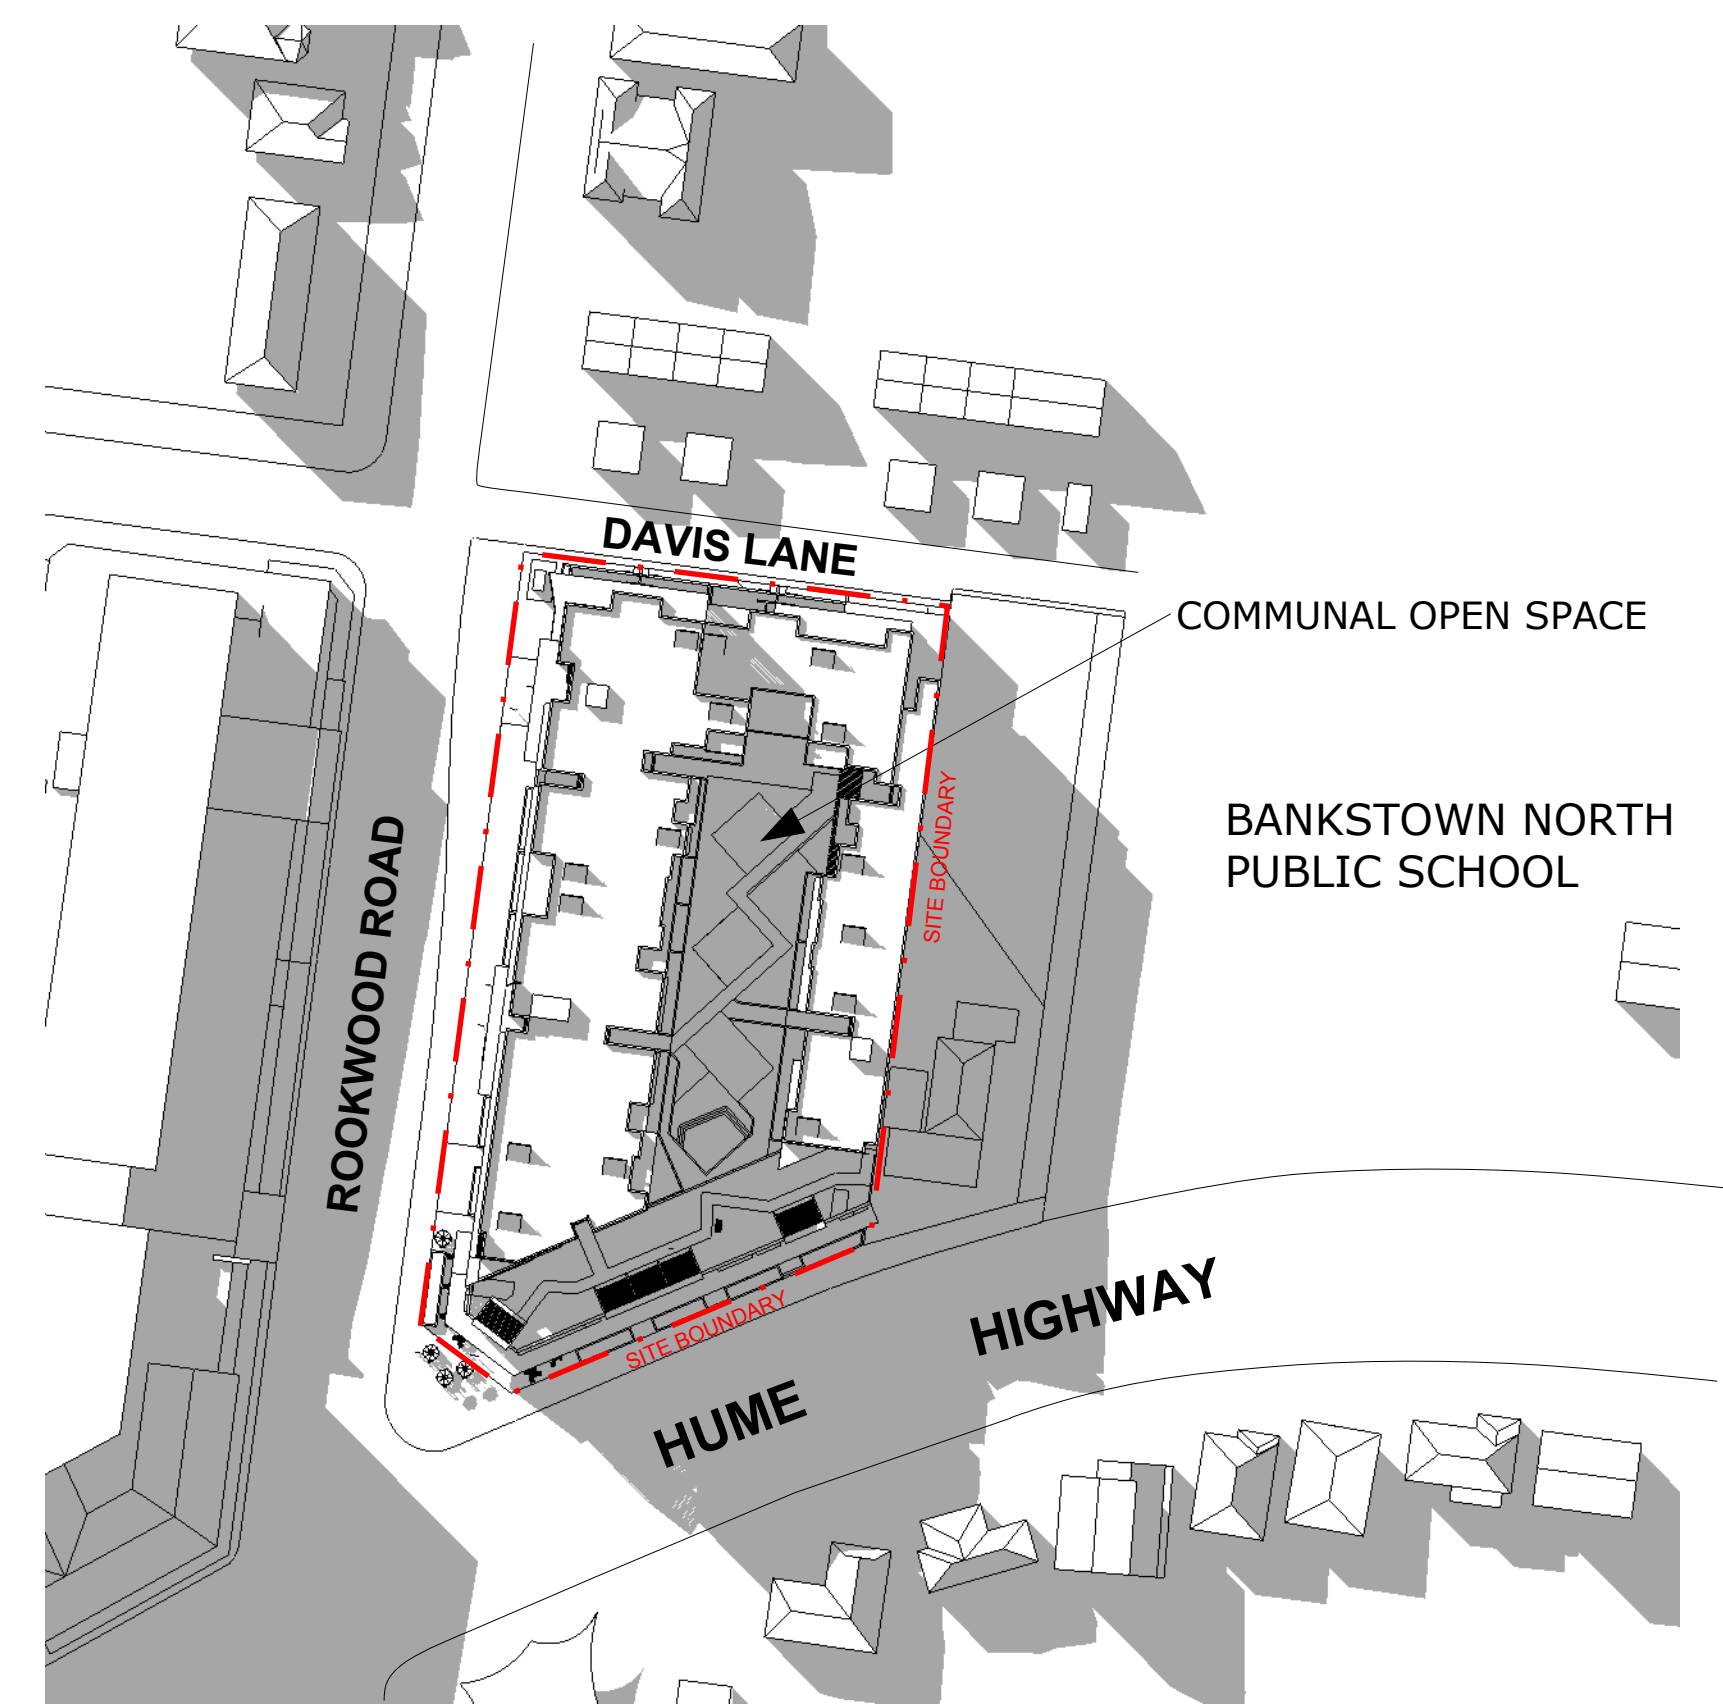 DAVIS LANE
COMMUNAL OPEN SPACE
BANKSTOWN NORTH
PUBLIC SCHOOL
SITE BOUNDARY
ROOKWOOD ROAD
HIGHWAY
SITE BOUNDARY
HUME